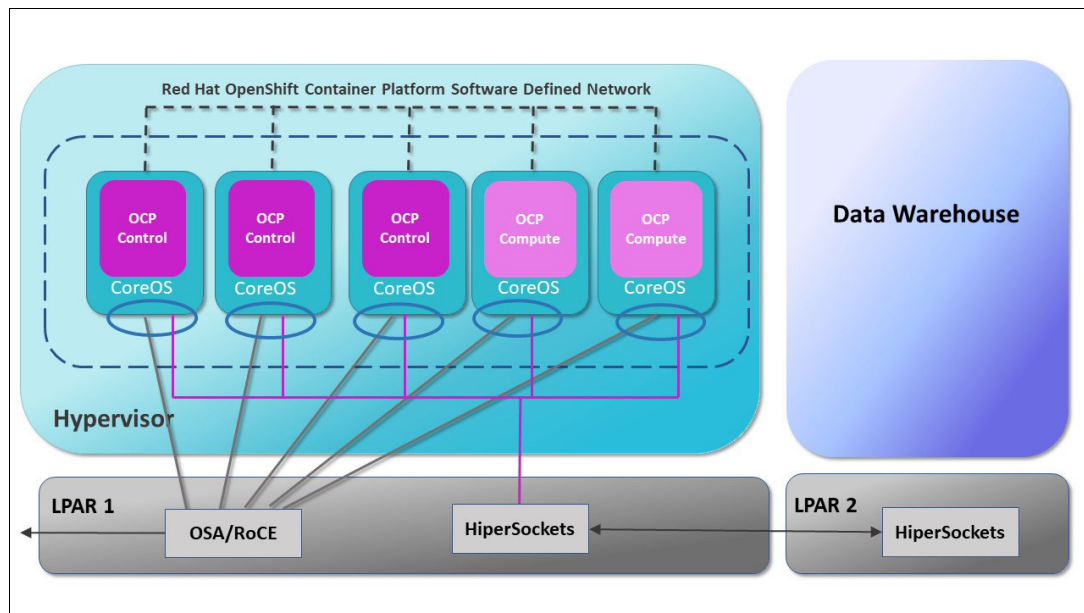 Red Hat OpenShift Container Platform Software Defined Network
OCP
Control
CoreOS
OCP
Control
CoreOS
OCP
Control
CoreOS
OCP
Compute
CoreOS
OCP
Compute
CoreOS
Data Warehouse
Hypervisor
LPAR 1
OSA/RoCE
HiperSockets
LPAR 2
HiperSockets